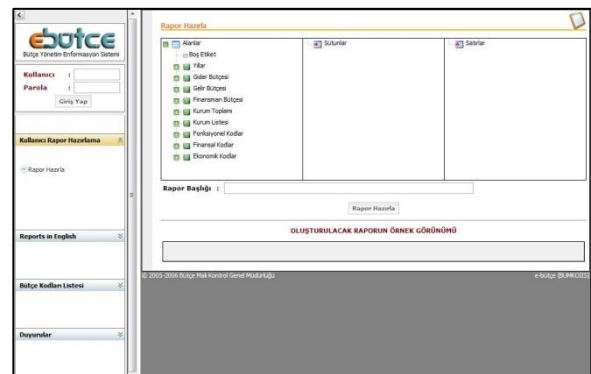 ebütçe
Bütçe Yönetim Enformasyon Sistemi
Kullanıcı :
Parola :
Giriş Yap
Kullanıcı Rapor Hazırlama
Rapor Hazırla
Reports in English
Bütçe Kodları Listesi
Duyurular
Rapor Hazırla
Alanlar
Boş Etiket
Yıllar
Gider Bütçesi
Gelir Bütçesi
Finansman Bütçesi
Kurum Toplamı
Kurum Listesi
Fonksiyonel Kodlar
Finansal Kodlar
Ekonomik Kodlar
Sütunlar
Satırlar
Rapor Başlığı :
Rapor Hazırla
OLUŞTURULACAK RAPORUN ÖRNEK GÖRÜNÜMÜ
© 2005-2006 Bütçe Mali Kontrol Genel Müdürlüğü
e-bütçe (BUMKODIS)